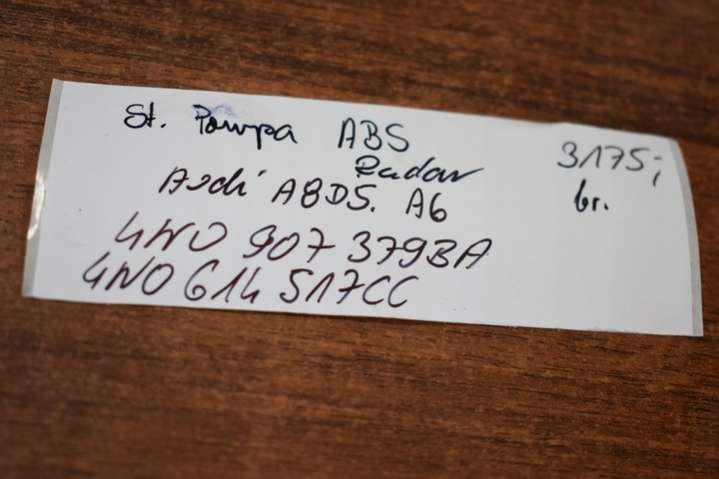 St. Pompa ABS
Radar
Audi A8D5. A6
4N0 907 379BA
4N0 614 517CC
3175,-
br.